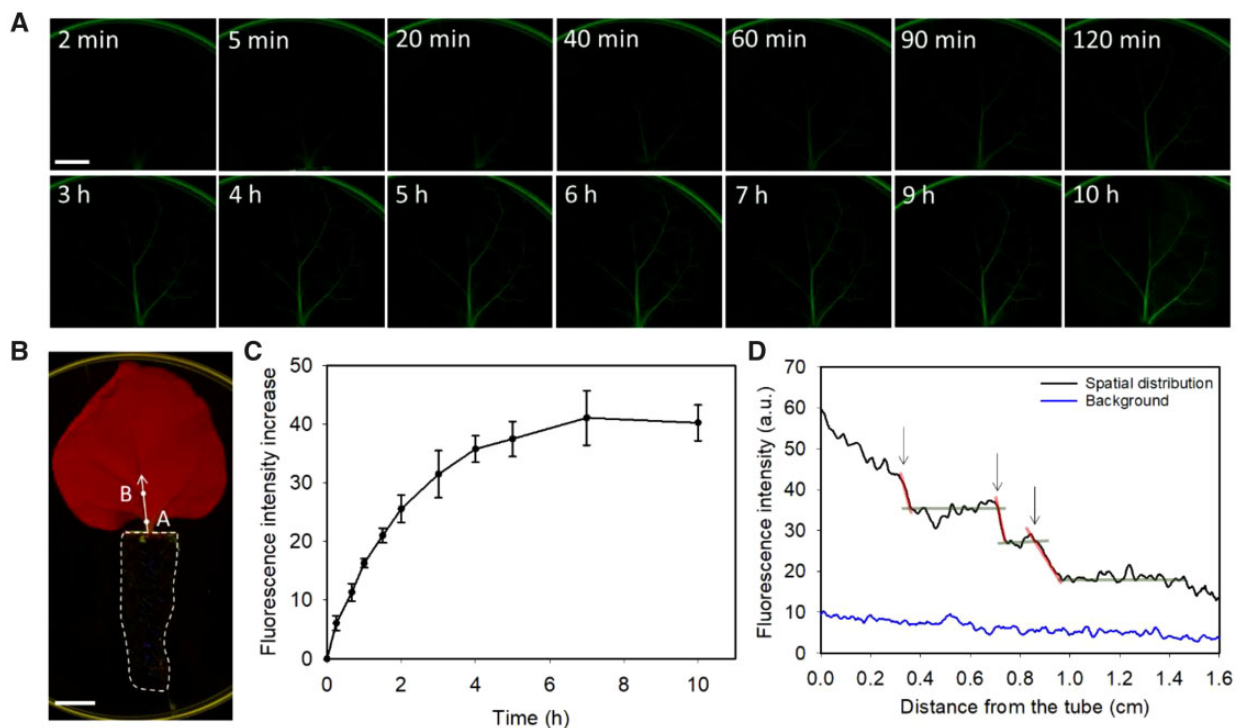 A
2 min
5 min
20 min
40 min
60 min
90 min
120 min
3 h
4 h
5 h
6 h
7 h
9 h
10 h
B
B
A
C
Fluorescence intensity increase
50
40
30
20
10
0
0
2
4
6
8
10
Time (h)
D
Fluorescence intensity (a.u.)
70
60
50
40
30
20
10
0
Spatial distribution
Background
0.0
0.2
0.4
0.6
0.8
1.0
1.2
1.4
1.6
Distance from the tube (cm)